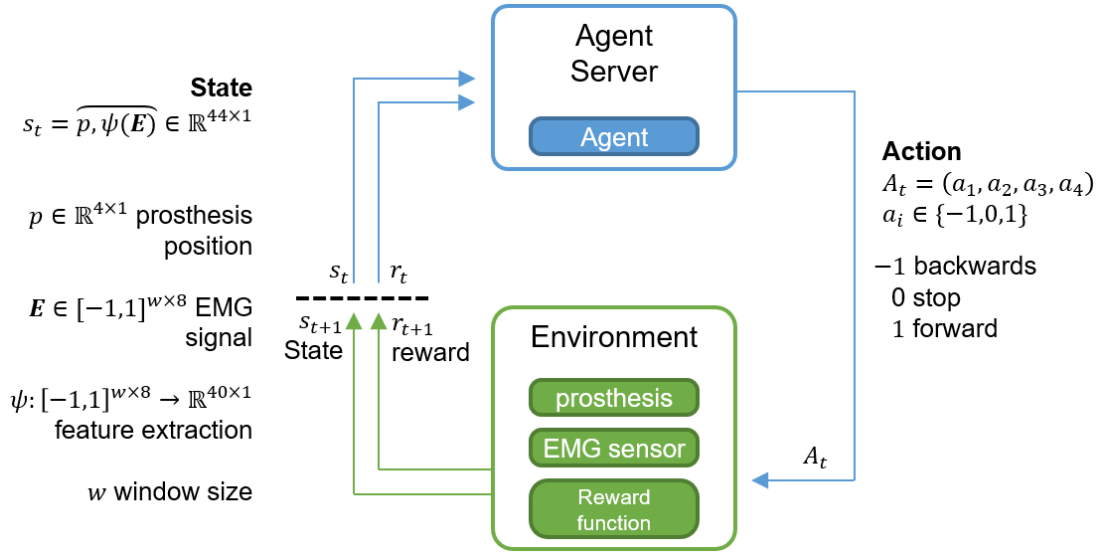 State
s_t = p, ψ(E) ∈ ℝ^{44×1}
p ∈ ℝ^{4×1} prosthesis
position
E ∈ [−1,1]^{w×8} EMG
signal
ψ: [−1,1]^{w×8} → ℝ^{40×1}
feature extraction
w window size
s_t r_t
s_{t+1} r_{t+1}
State reward
Agent
Server
Agent
Environment
prosthesis
EMG sensor
Reward
function
Action
A_t = (a_1, a_2, a_3, a_4)
a_i ∈ {−1,0,1}
−1 backwards
0 stop
1 forward
A_t